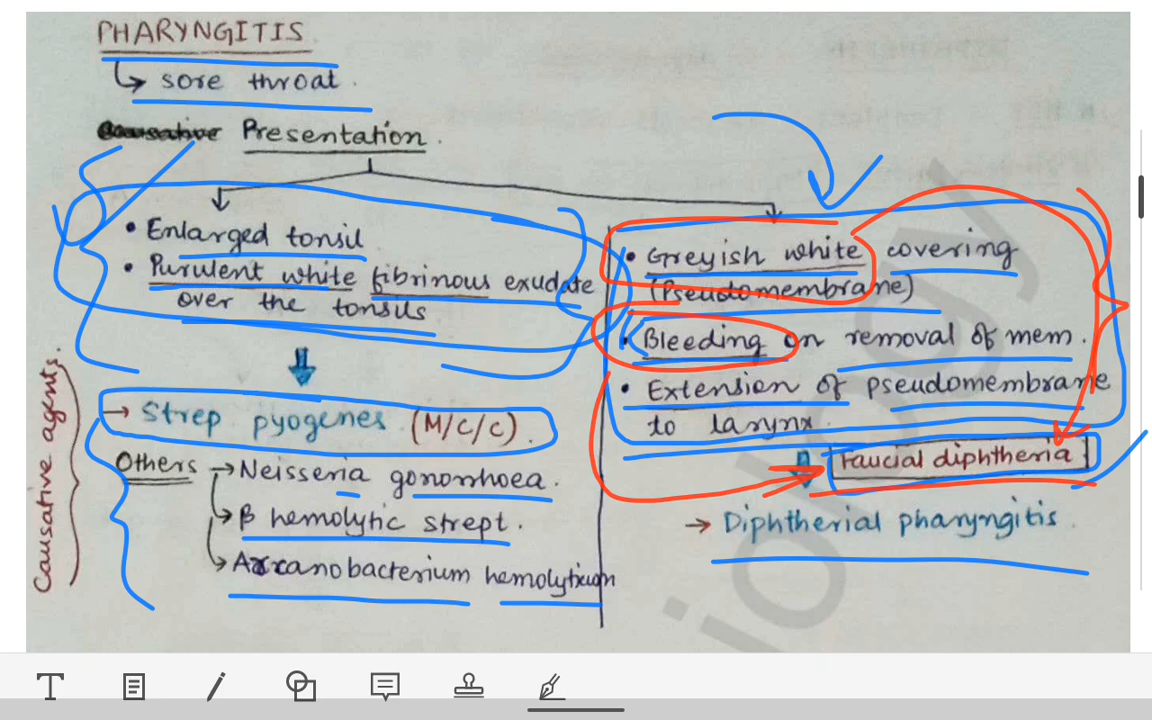 PHARYNGITIS
↳ sore throat.
Causative Presentation.
• Enlarged tonsil
• Purulent white fibrinous exudate
over the tonsils
→ Strep pyogenes (M/C/C).
Others → Neisseria gonorrhoea.
↳ β hemolytic strept.
↳ Arcanobacterium hemolyticum
Causative agents.
• Greyish white covering
(Pseudomembrane)
• Bleeding on removal of mem.
• Extension of pseudomembrane
to larynx.
Faucial diphtheria
→ Diphtherial pharyngitis